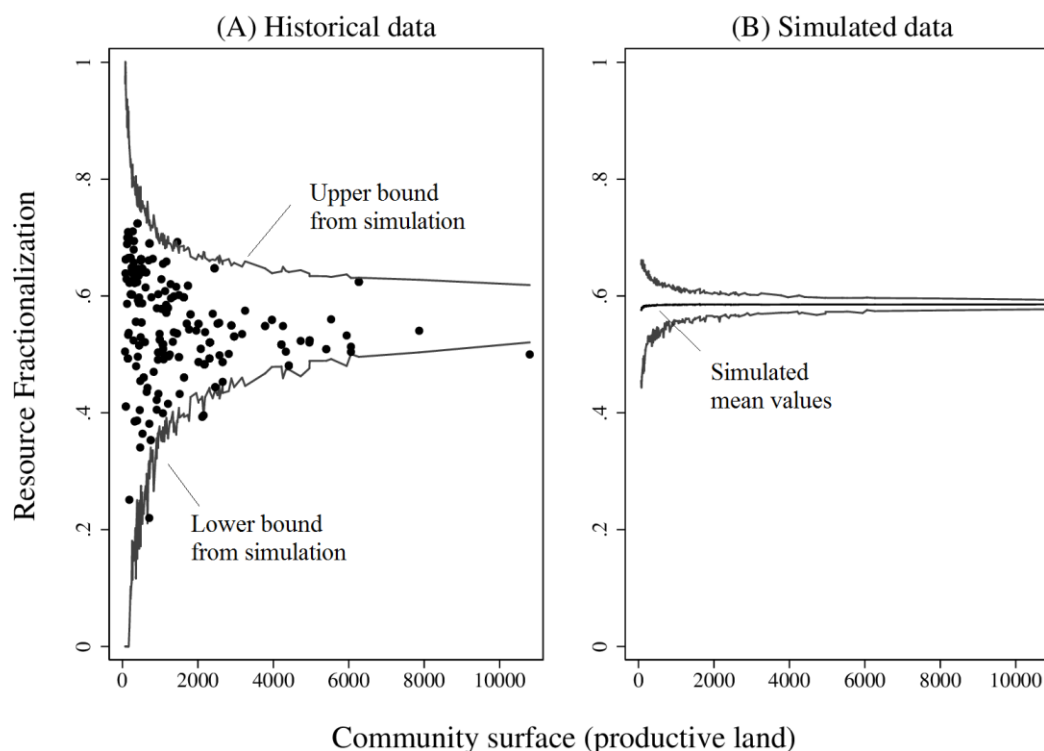 (A) Historical data
(B) Simulated data
Resource Fractionalization
1
.8
.6
.4
.2
0
Upper bound
from simulation
Lower bound
from simulation
0 2000 4000 6000 8000 10000
1
.8
.6
.4
.2
0
Simulated
mean values
0 2000 4000 6000 8000 10000
Community surface (productive land)